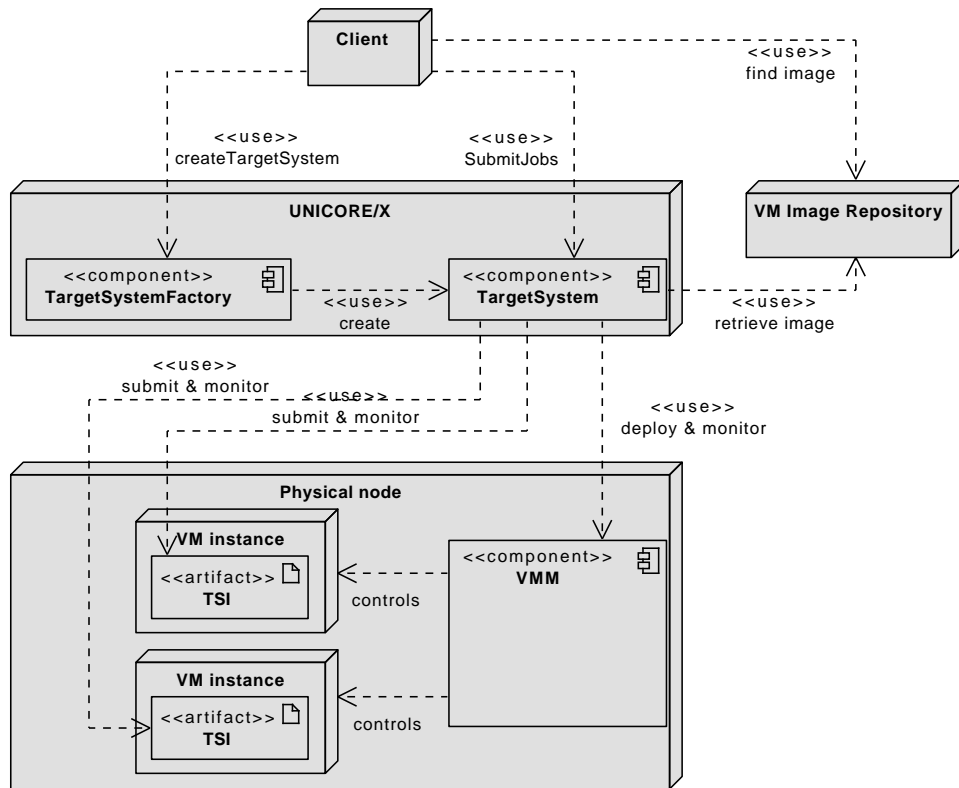 Client
<<use>>
find image
<<use>>
createTargetSystem
<<use>>
SubmitJobs
UNICORE/X
VM Image Repository
<<component>>
TargetSystemFactory
<<use>>
create
<<component>>
TargetSystem
<<use>>
retrieve image
<<use>>
submit & monitor
<<use>>
submit & monitor
<<use>>
deploy & monitor
Physical node
VM instance
<<artifact>>
TSI
controls
<<component>>
VMM
VM instance
<<artifact>>
TSI
controls